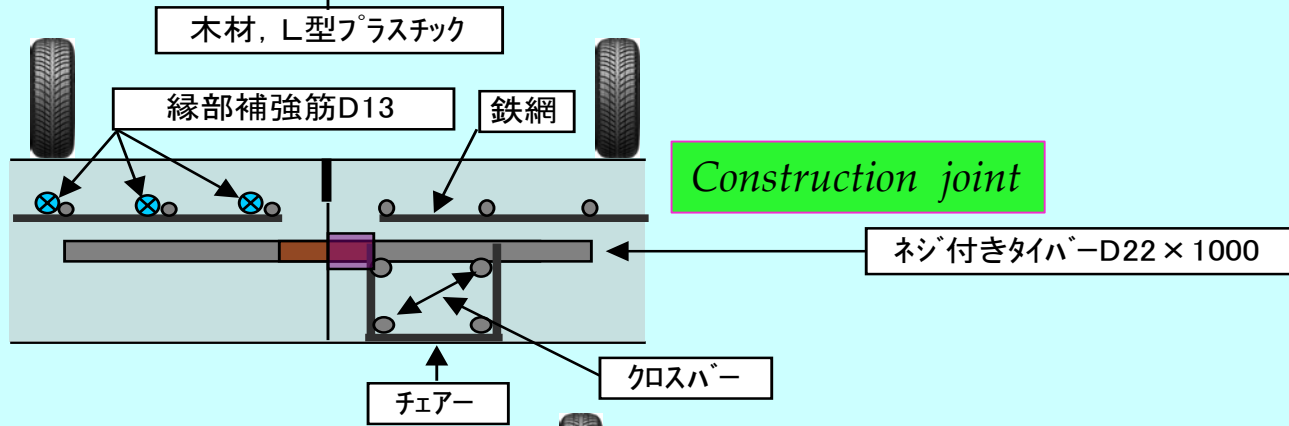 木材，Ｌ型プラスチック
縁部補強筋D13
鉄網
Construction joint
ネジ付きタイバーD22×1000
クロスバー
チェアー